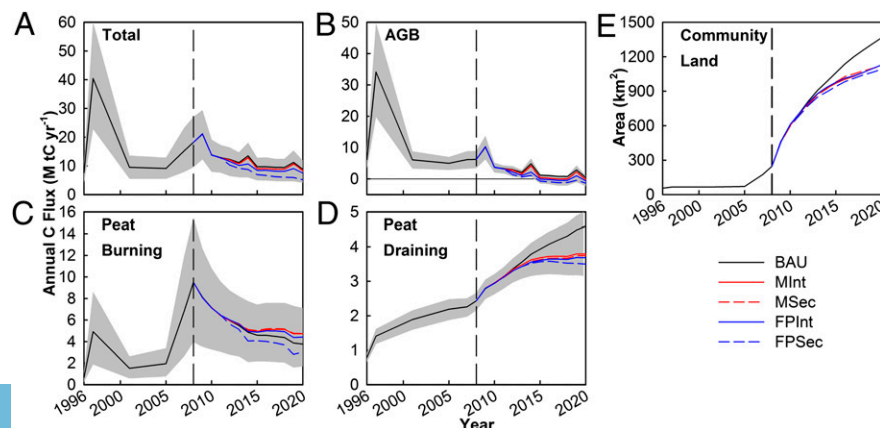 A
Total
60
50
40
30
20
10
0
B
AGB
50
40
30
20
10
0
E
Community
Land
1500
1200
900
600
300
0
Area (km²)
1996
2000
2005
2010
2015
2020
Annual C Flux (M tC yr⁻¹)
C
Peat
Burning
16
14
12
10
8
6
4
2
0
1996
2000
2005
2010
2015
2020
D
Peat
Draining
5
4
3
2
1
0
1996
2000
2005
2010
2015
2020
Year
BAU
MInt
MSec
FPInt
FPSec